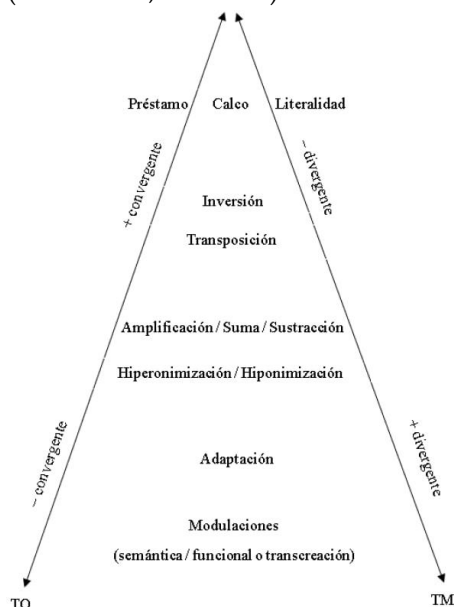 Préstamo Calco Literalidad
+ convergente
– divergente
Inversión
Transposición
Amplificación / Suma / Sustracción
Hiperonimización / Hiponimización
– convergente
+ divergente
Adaptación
Modulaciones
(semántica / funcional o transcreación)
TO
TM